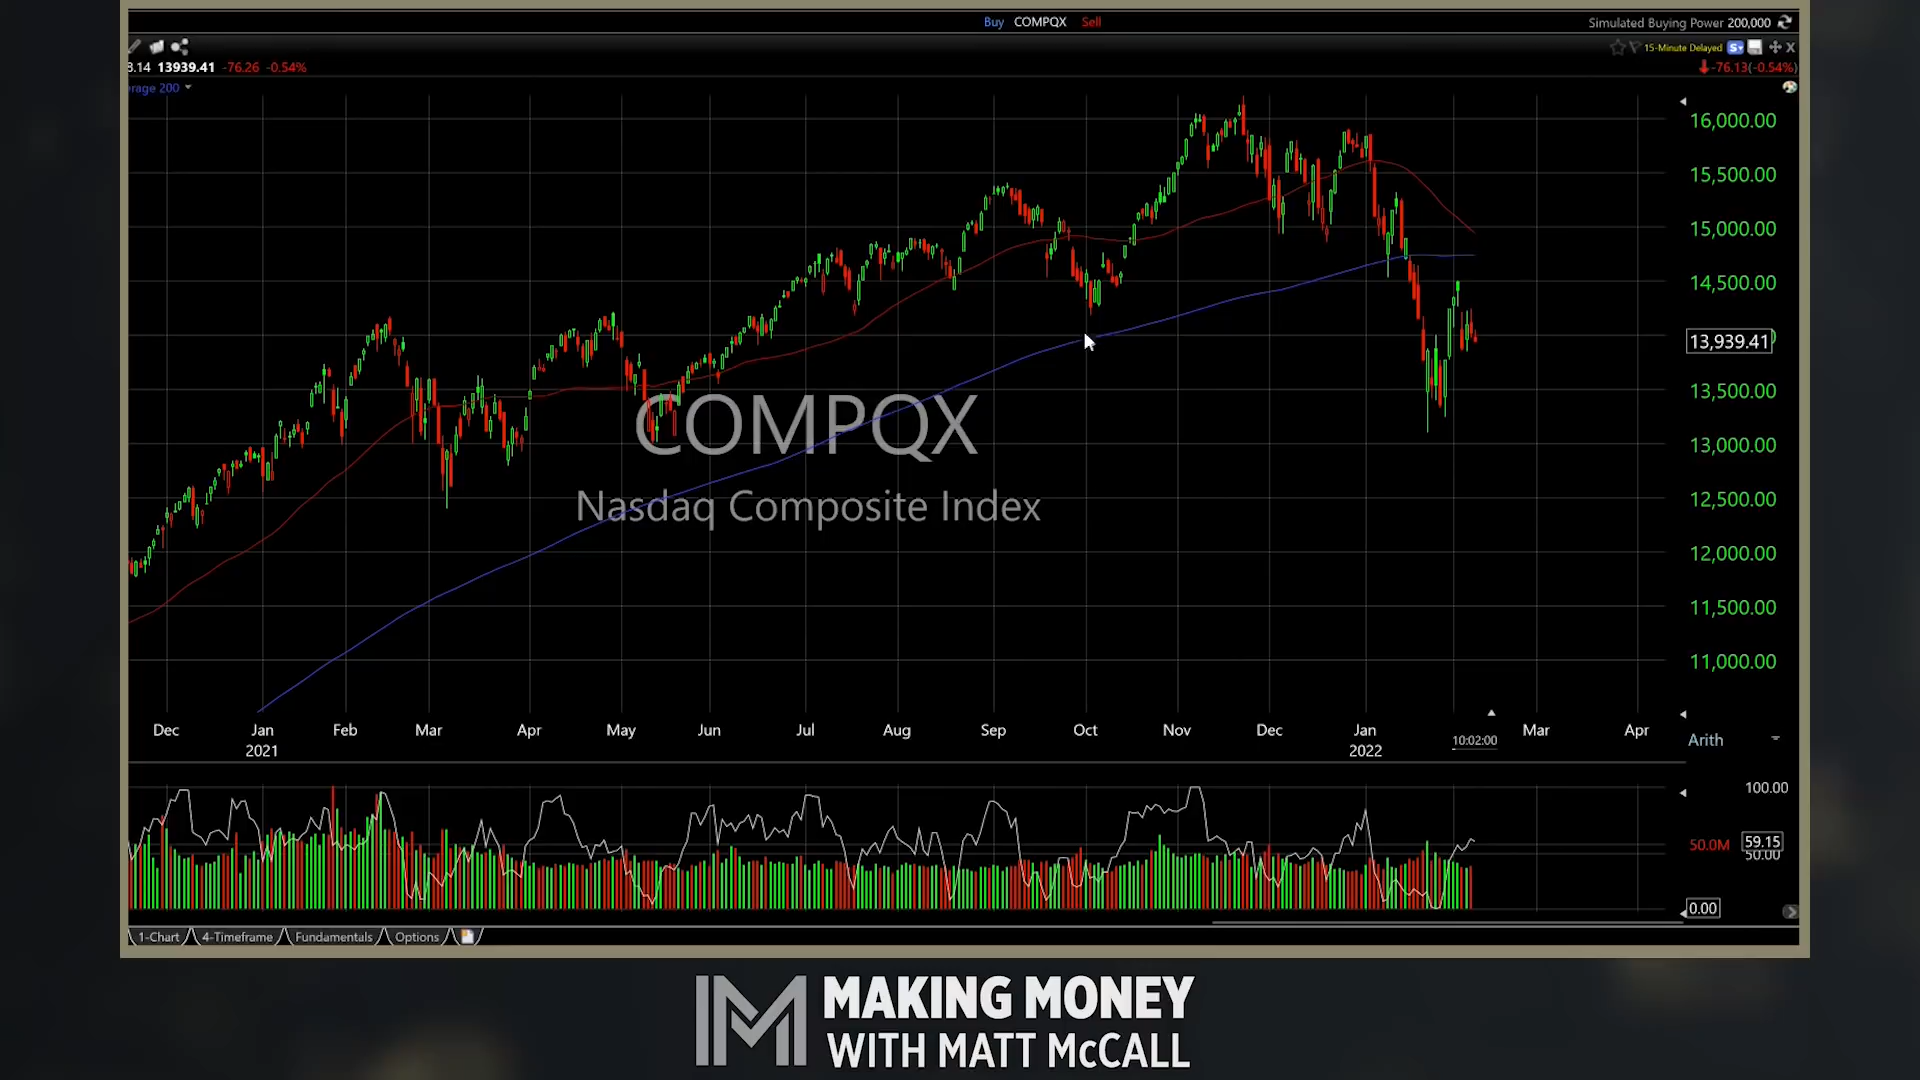 Buy COMPQX Sell
Simulated Buying Power 200,000
15-Minute Delayed S
8.14 13939.41 -76.26 -0.54%
-76.13(-0.54%)
rage 200
16,000.00
15,500.00
15,000.00
14,500.00
13,939.41
13,500.00
13,000.00
12,500.00
12,000.00
11,500.00
11,000.00
COMPQX
Nasdaq Composite Index
Dec Jan Feb Mar Apr May Jun Jul Aug Sep Oct Nov Dec Jan 10:02:00 Mar Apr
2021 2022
Arith
100.00
50.0M 59.15
50.00
0.00
1-Chart 4-Timeframe Fundamentals Options
MAKING MONEY
WITH MATT McCALL